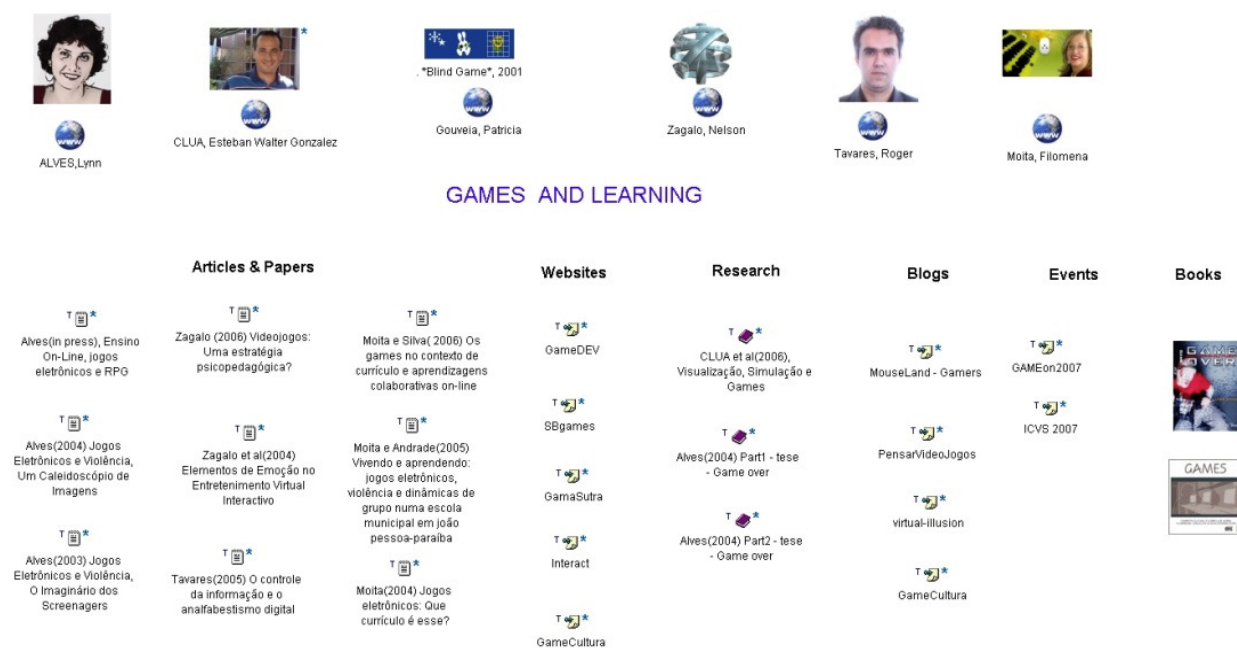 . *Blind Game*, 2001
ALVES,Lynn
CLUA, Esteban Walter Gonzalez
Gouveia, Patricia
Zagalo, Nelson
Tavares, Roger
Moita, Filomena
GAMES AND LEARNING
Articles & Papers
T
Alves(in press), Ensino
On-Line, jogos
eletrônicos e RPG
T
Alves(2004) Jogos
Eletrônicos e Violência,
Um Caleidoscópio de
Imagens
T
Alves(2003) Jogos
Eletrônicos e Violência,
O Imaginário dos
Screenagers
T
Zagalo (2006) Videojogos:
Uma estratégia
psicopedagógica?
T
Zagalo et al(2004)
Elementos de Emoção no
Entretenimento Virtual
Interactivo
T
Tavares(2005) O controle
da informação e o
analfabestismo digital
T
Moita e Silva( 2006) Os
games no contexto de
currículo e aprendizagens
colaborativas on-line
T
Moita e Andrade(2005)
Vivendo e aprendendo:
jogos eletrônicos,
violência e dinâmicas de
grupo numa escola
municipal em joão
pessoa-paraíba
T
Moita(2004) Jogos
eletrônicos: Que
currículo é esse?
Websites
T
GameDEV
T
SBgames
T
GamaSutra
T
Interact
T
GameCultura
Research
T
CLUA et al(2006),
Visualização, Simulação e
Games
T
Alves(2004) Part1 - tese
- Game over
T
Alves(2004) Part2 - tese
- Game over
Blogs
T
MouseLand - Gamers
T
PensarVideoJogos
T
virtual-illusion
T
GameCultura
Events
T
GAMEon2007
T
ICVS 2007
Books
GAME
OVER
GAMES